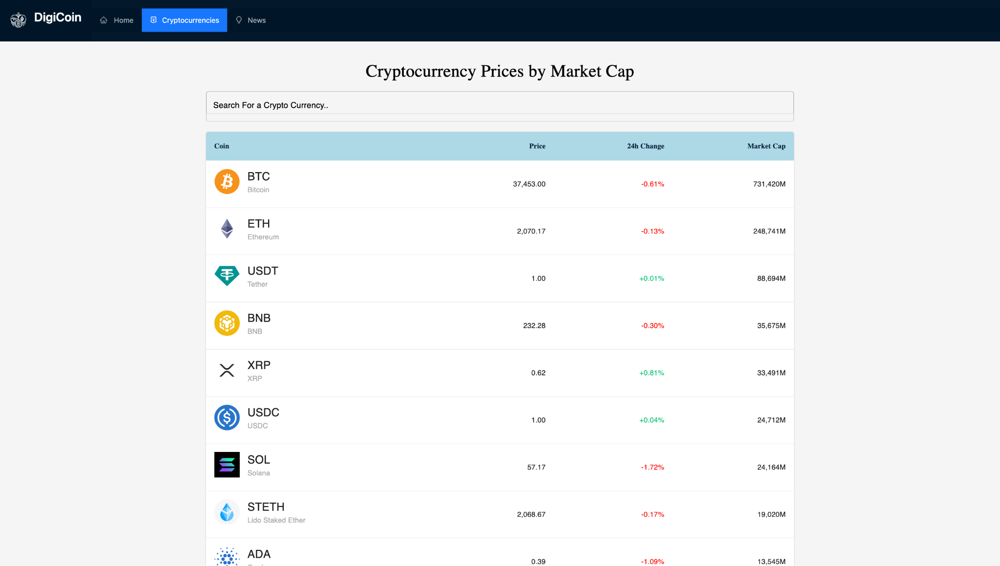 DigiCoin
Home
Cryptocurrencies
News
Cryptocurrency Prices by Market Cap
Search For a Crypto Currency..
Coin Price 24h Change Market Cap
BTC
Bitcoin
37,453.00 -0.61% 731,420M
ETH
Ethereum
2,070.17 -0.13% 248,741M
USDT
Tether
1.00 +0.01% 88,694M
BNB
BNB
232.28 -0.30% 35,675M
XRP
XRP
0.62 +0.81% 33,491M
USDC
USDC
1.00 +0.04% 24,712M
SOL
Solana
57.17 -1.72% 24,164M
STETH
Lido Staked Ether
2,068.67 -0.17% 19,020M
ADA
0.39 -1.09% 13,545M